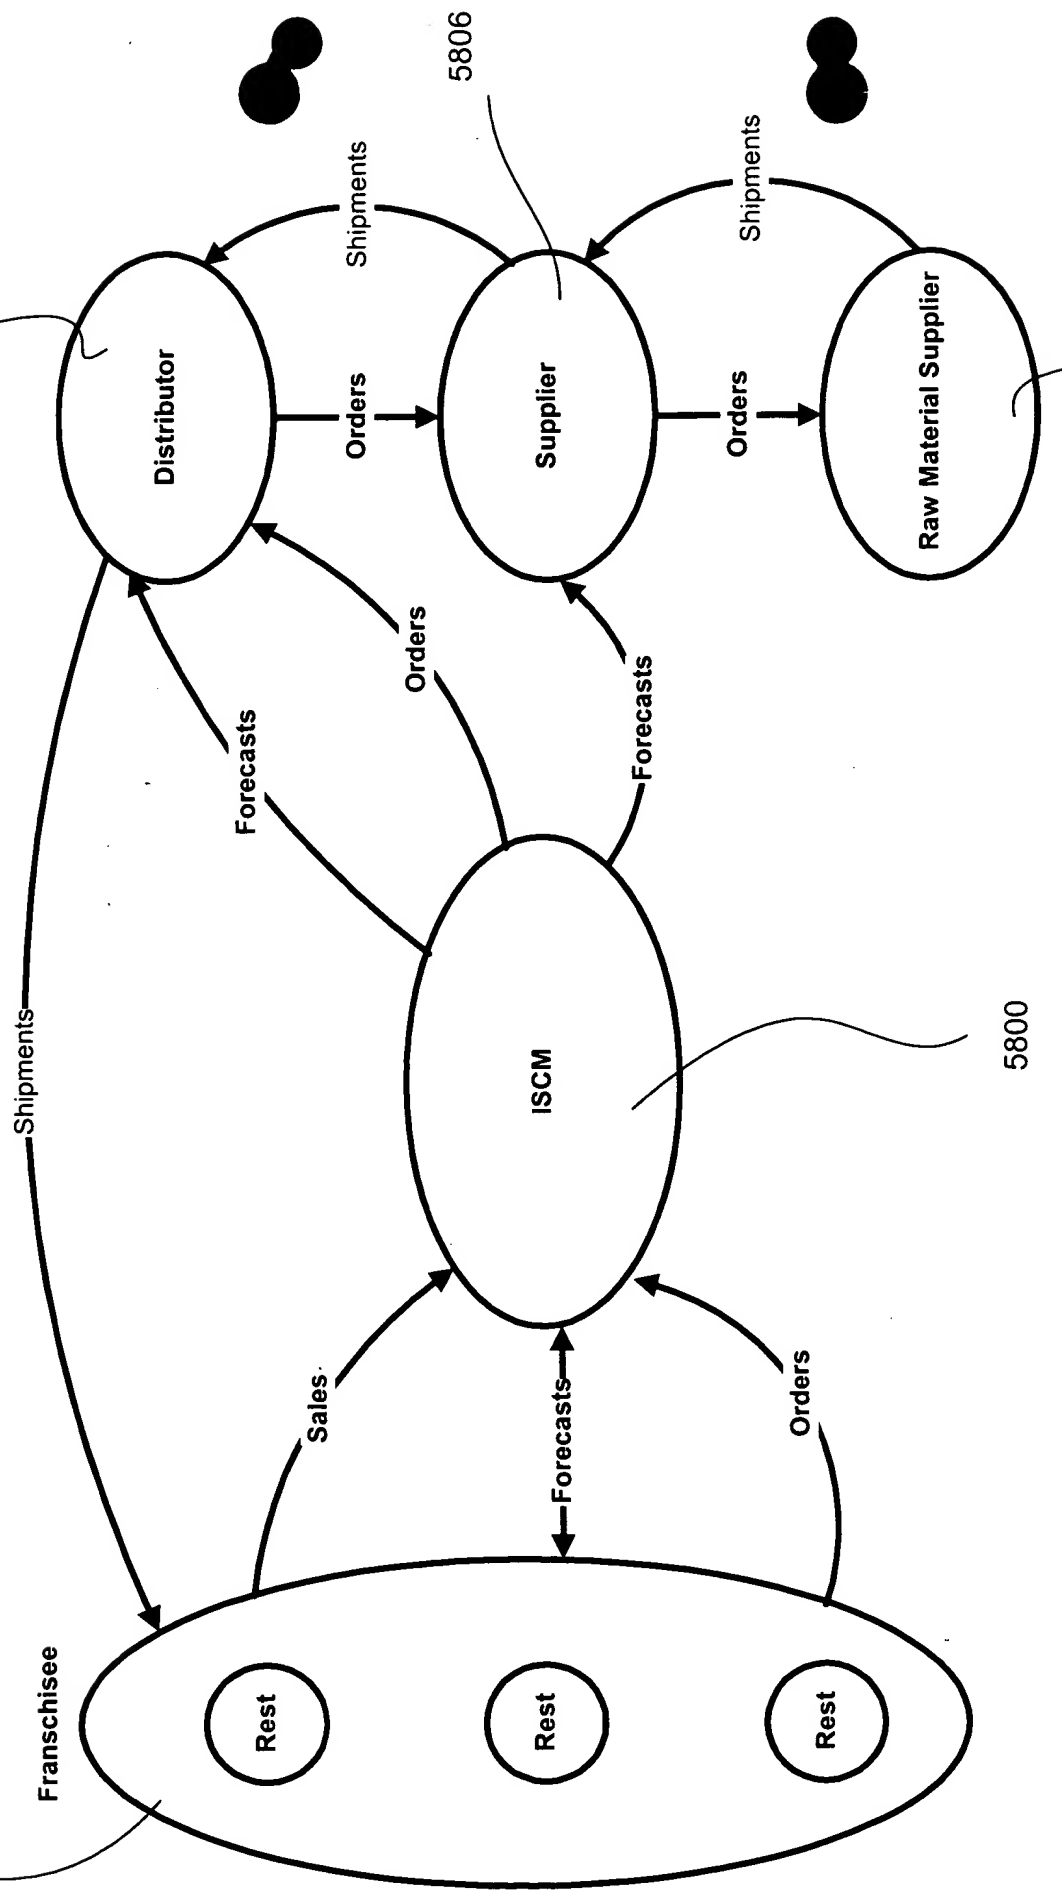 Shipments
Franschisee
Distributor
Forecasts
Rest
Sales
Orders
Shipments
Orders
5806
Rest
Forecasts
ISCM
Supplier
Forecasts
Orders
Shipments
Orders
Rest
Raw Material Supplier
5800